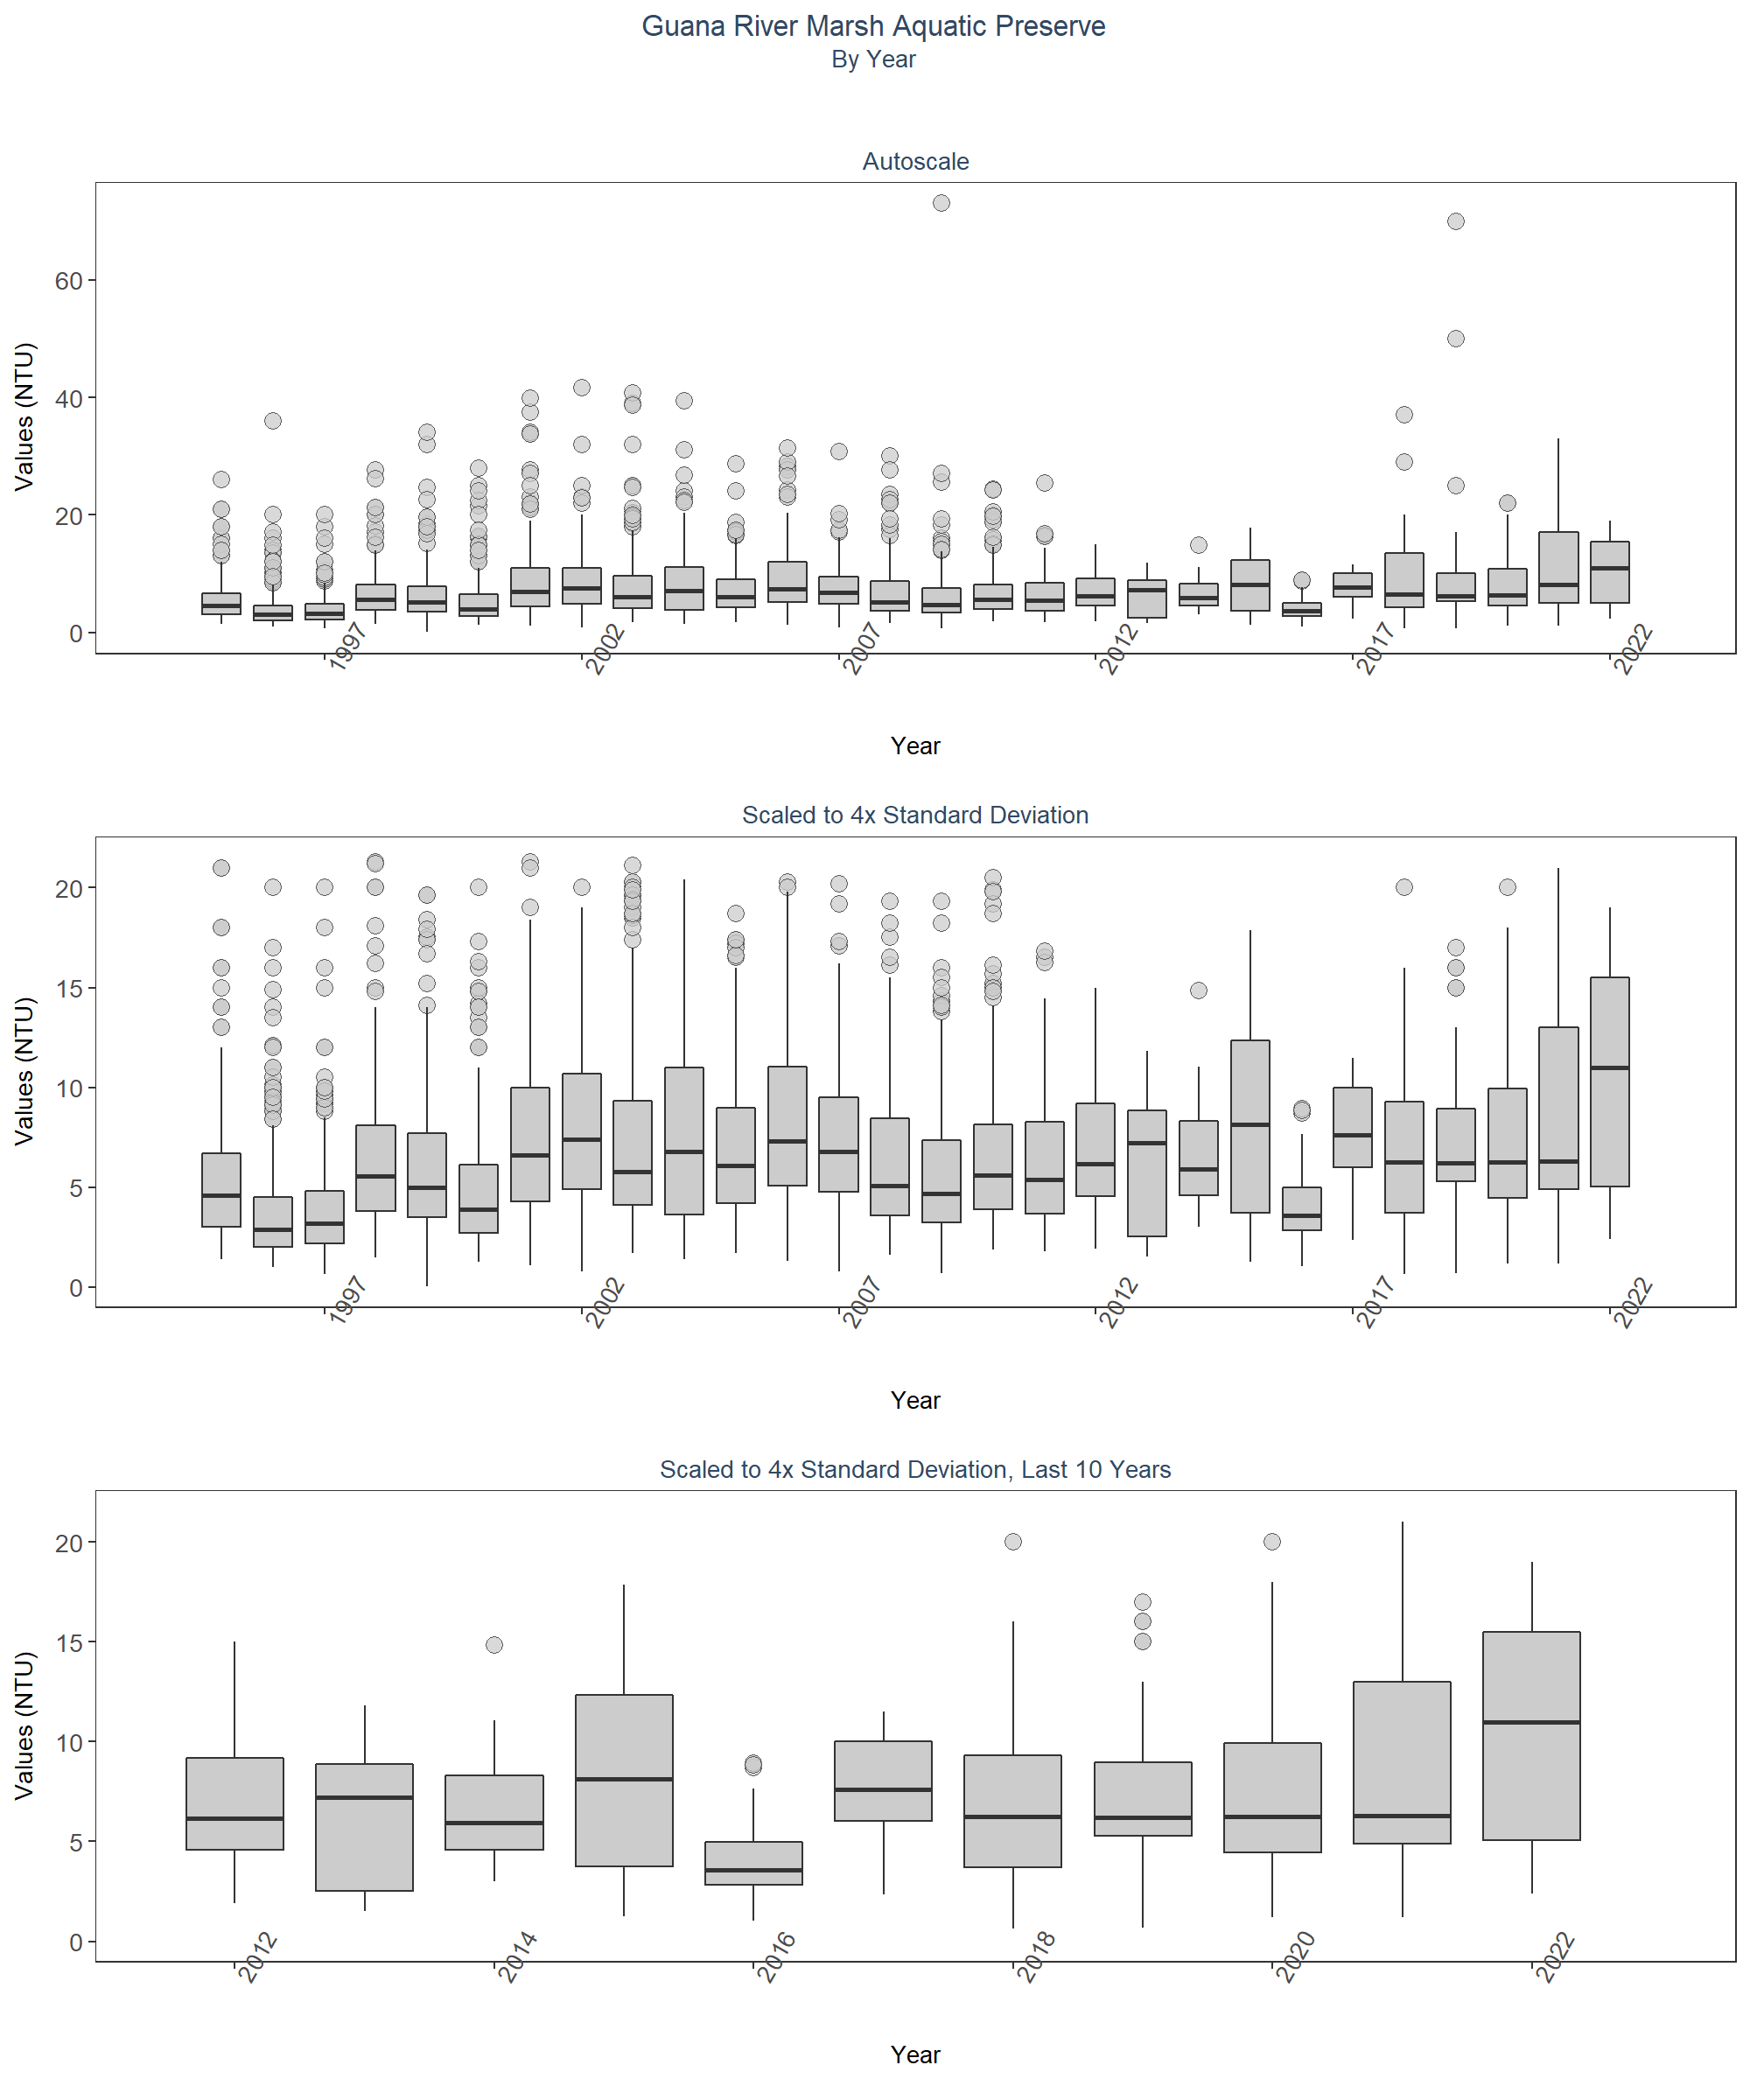 Guana River Marsh Aquatic Preserve
By Year
Autoscale
Values (NTU)
60
40
20
0
1997
2002
2007
2012
2017
2022
Year
Scaled to 4x Standard Deviation
Values (NTU)
20
15
10
5
0
1997
2002
2007
2012
2017
2022
Year
Scaled to 4x Standard Deviation, Last 10 Years
Values (NTU)
20
15
10
5
0
2012
2014
2016
2018
2020
2022
Year